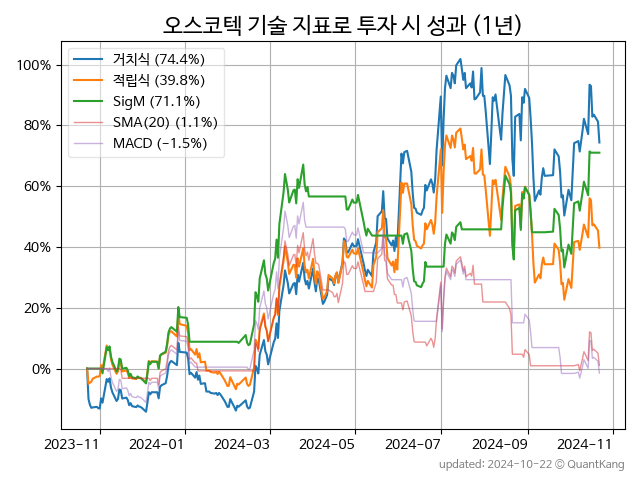 오스코텍 기술 지표로 투자 시 성과 (1년)
거치식 (74.4%)
적립식 (39.8%)
SigM (71.1%)
SMA(20) (1.1%)
MACD (−1.5%)
100%
80%
60%
40%
20%
0%
2023-11 2024-01 2024-03 2024-05 2024-07 2024-09 2024-11
updated: 2024-10-22 © QuantKang